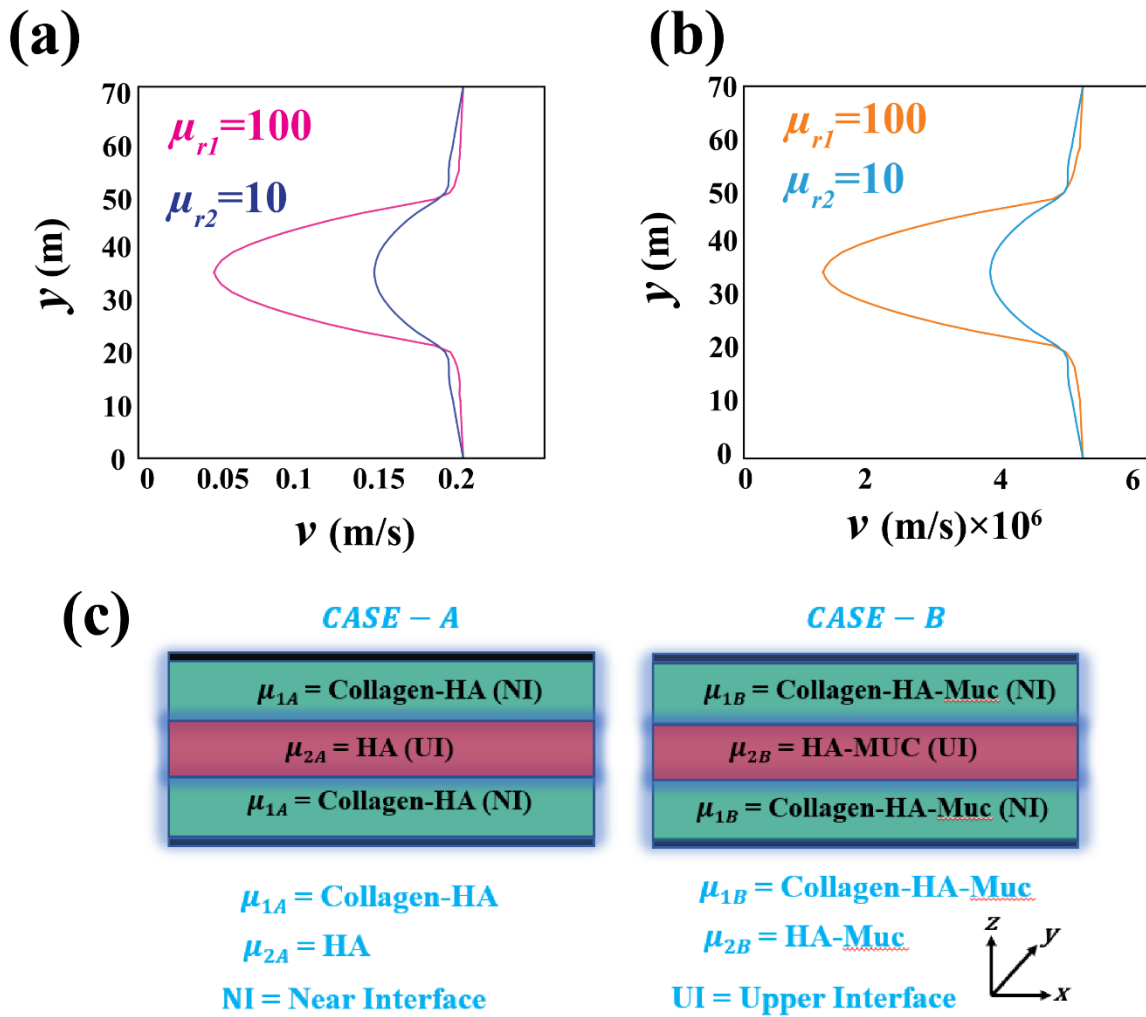 (a)
(b)
70
60
50
40
30
20
10
0
y (m)
μr1=100
μr2=10
0 0.05 0.1 0.15 0.2
v (m/s)
70
60
50
40
30
20
10
0
y (m)
μr1=100
μr2=10
0 2 4 6
v (m/s)×10⁶
(c)
CASE – A
μ1A = Collagen-HA (NI)
μ2A = HA (UI)
μ1A = Collagen-HA (NI)
μ1A = Collagen-HA
μ2A = HA
NI = Near Interface
CASE – B
μ1B = Collagen-HA-Muc (NI)
μ2B = HA-MUC (UI)
μ1B = Collagen-HA-Muc (NI)
μ1B = Collagen-HA-Muc
μ2B = HA-Muc
UI = Upper Interface
z
y
x